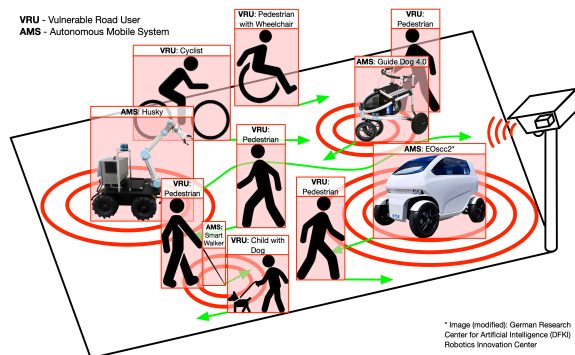 VRU - Vulnerable Road User
AMS - Autonomous Mobile System
VRU: Pedestrian
with Wheelchair
VRU:
Pedestrian
VRU: Cyclist
AMS: Guide Dog 4.0
AMS: Husky
VRU:
Pedestrian
AMS: EOscc2*
VRU:
Pedestrian
VRU:
Pedestrian
AMS:
Smart
Walker
VRU: Child with
Dog
* Image (modified): German Research
Center for Artificial Intelligence (DFKI)
Robotics Innovation Center